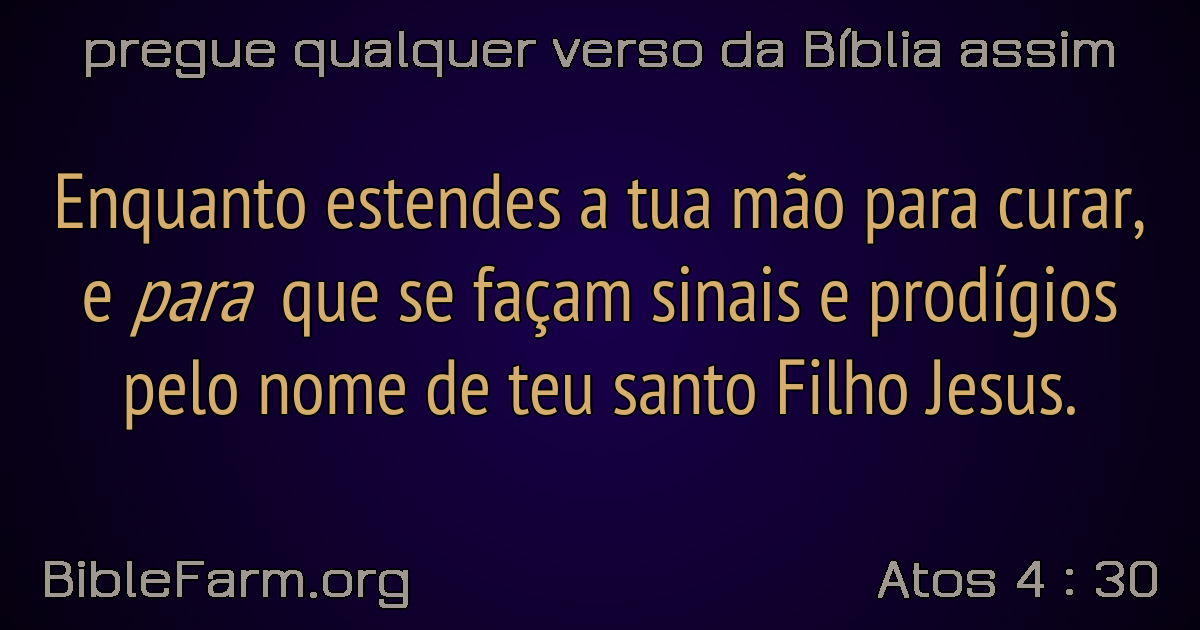 pregue qualquer verso da Bíblia assim
Enquanto estendes a tua mão para curar,
e para que se façam sinais e prodígios
pelo nome de teu santo Filho Jesus.
BibleFarm.org
Atos 4 : 30